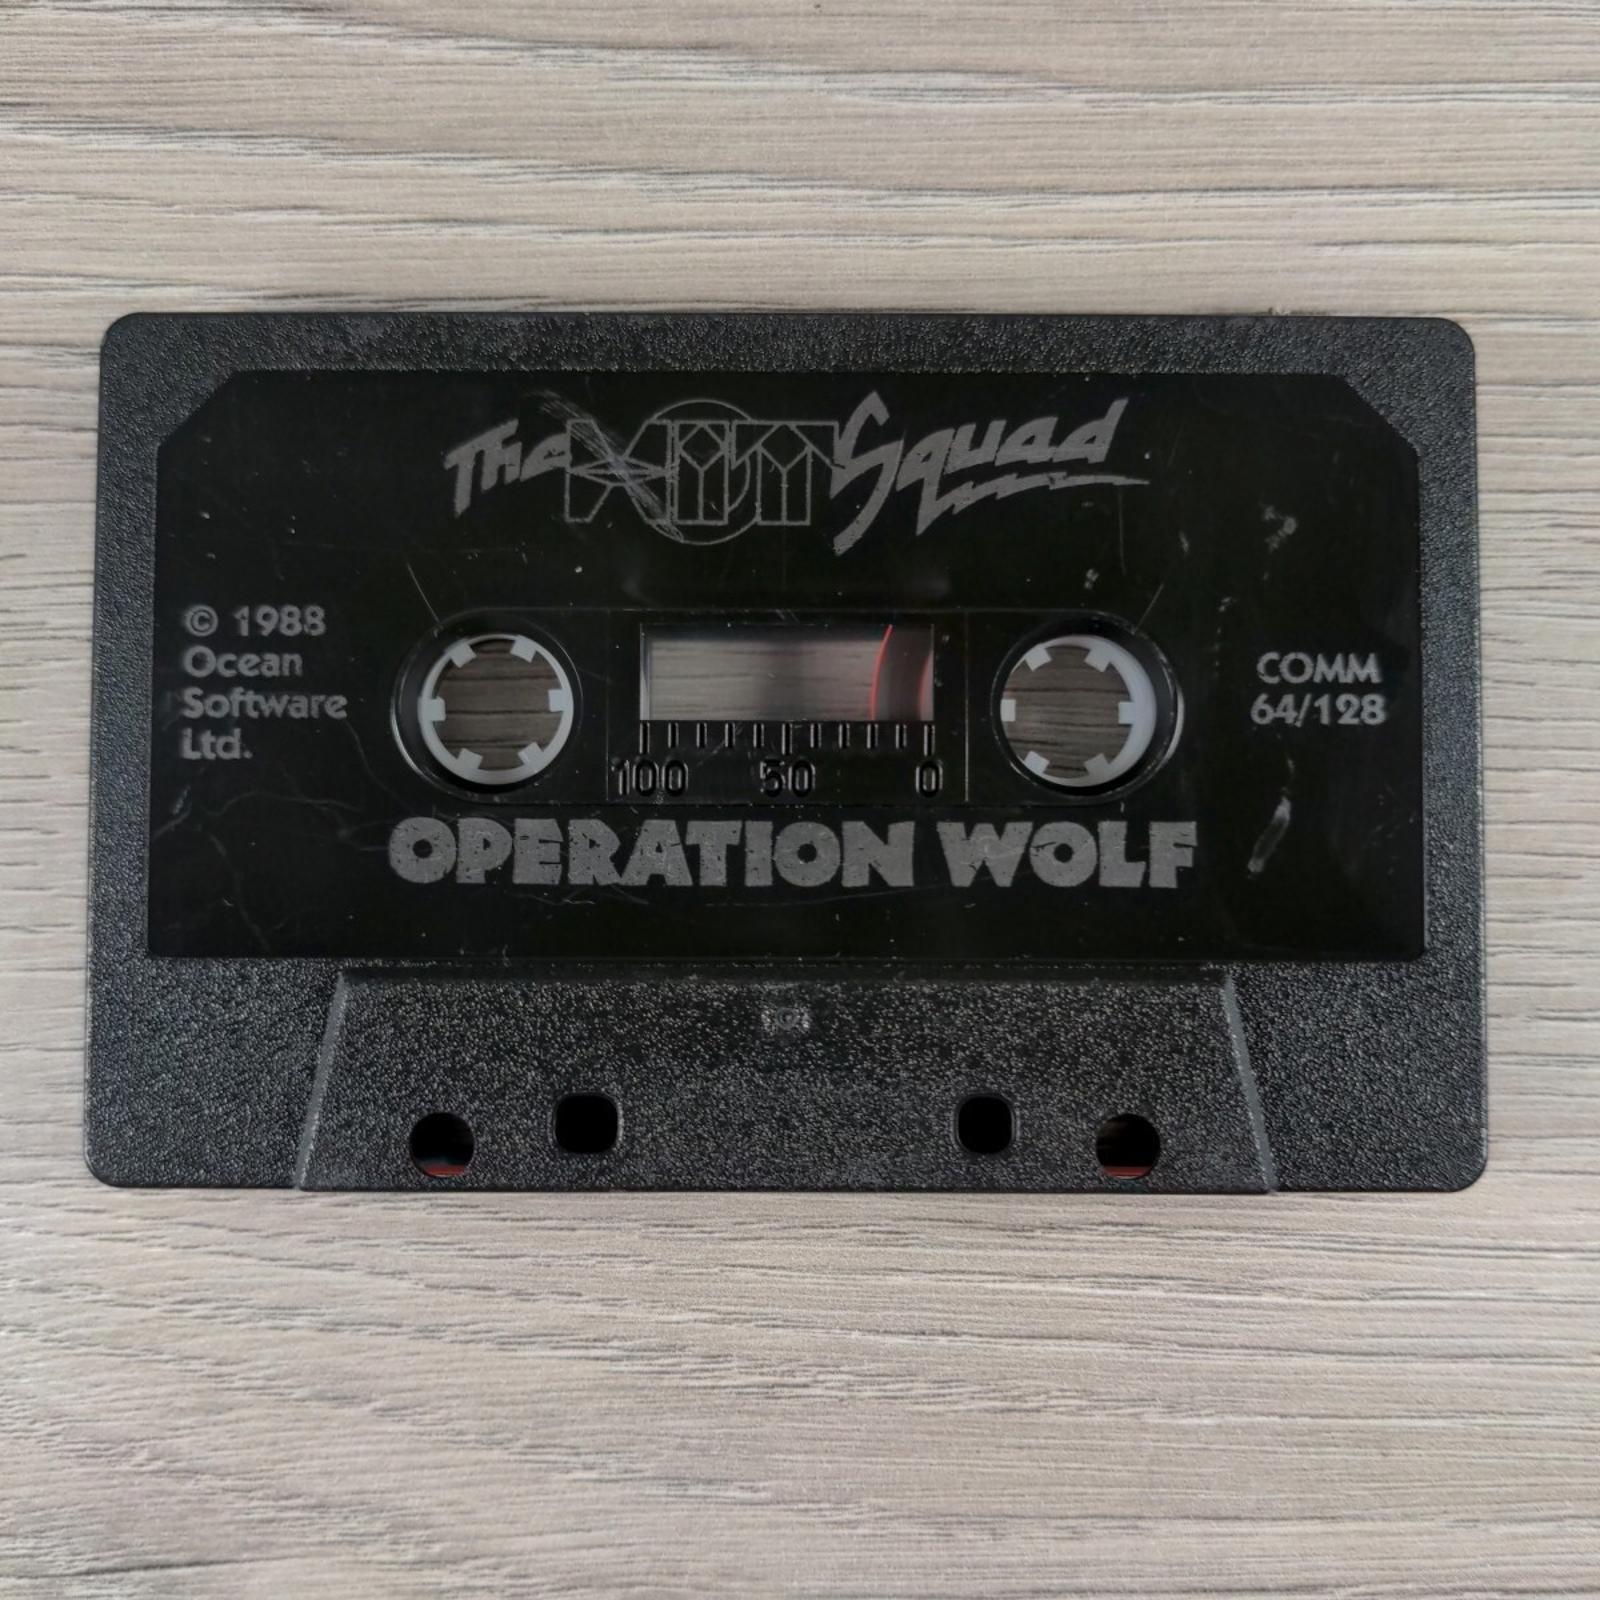 The Hit Squad
© 1988
Ocean
Software
Ltd.
COMM
64/128
100 50 0
OPERATION WOLF